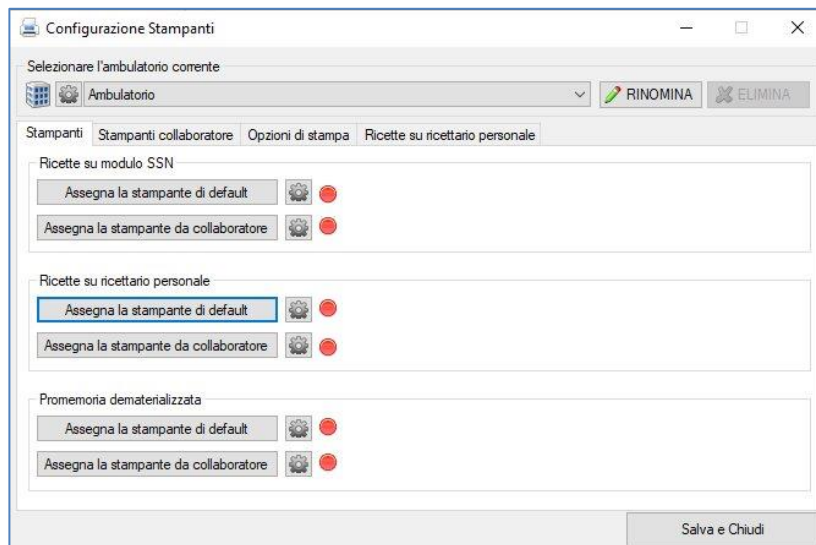 Configurazione Stampanti
Selezionare l'ambulatorio corrente
Ambulatorio
RINOMINA
ELIMINA
Stampanti
Stampanti collaboratore
Opzioni di stampa
Ricette su ricettario personale
Ricette su modulo SSN
Assegna la stampante di default
Assegna la stampante da collaboratore
Ricette su ricettario personale
Assegna la stampante di default
Assegna la stampante da collaboratore
Promemoria dematerializzata
Assegna la stampante di default
Assegna la stampante da collaboratore
Salva e Chiudi